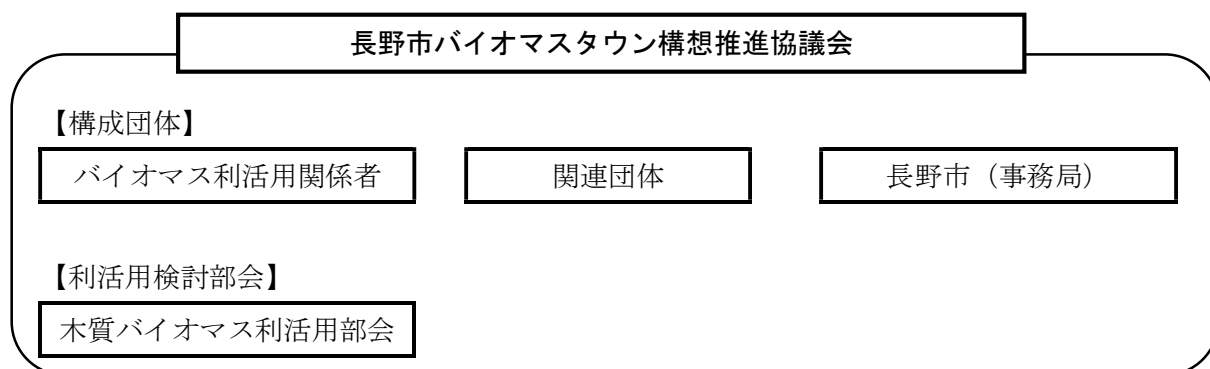 長野市バイオマスタウン構想推進協議会
【構成団体】
バイオマス利活用関係者 関連団体 長野市（事務局）
【利活用検討部会】
木質バイオマス利活用部会